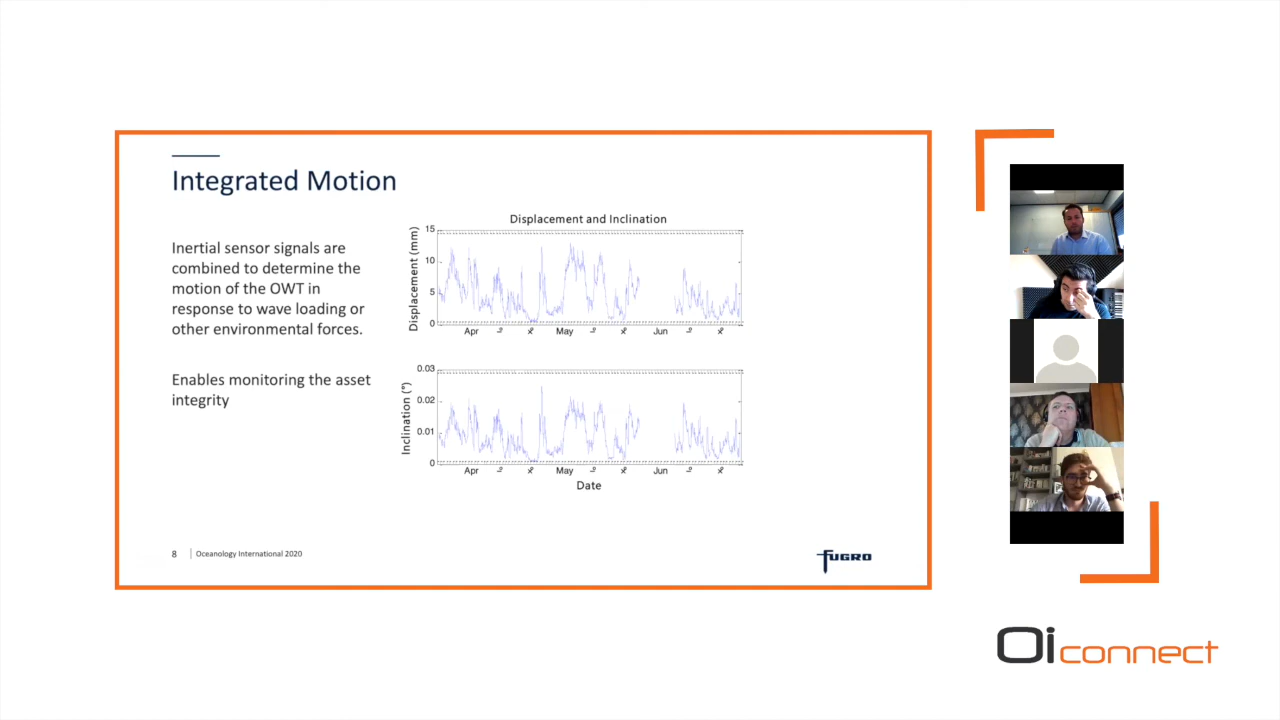 Integrated Motion
Inertial sensor signals are
combined to determine the
motion of the OWT in
response to wave loading or
other environmental forces.
Enables monitoring the asset
integrity
Displacement and Inclination
Displacement (mm)
15
10
5
0
Apr
May
Jun
Inclination (°)
0.03
0.02
0.01
0
Apr
May
Jun
Date
8
Oceanology International 2020
FUGRO
Oi connect